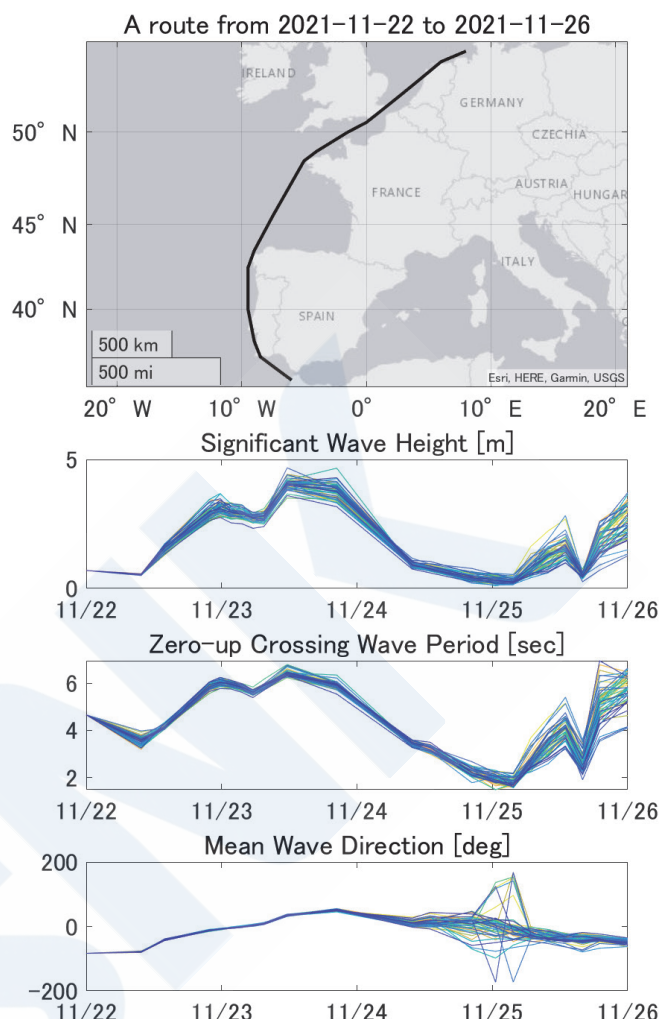 A route from 2021-11-22 to 2021-11-26
IRELAND
GERMANY
50° N
CZECHIA
FRANCE
AUSTRIA
HUNGAR
45° N
ITALY
40° N
SPAIN
500 km
500 mi
Esri, HERE, Garmin, USGS
20° W 10° W 0° 10° E 20° E
Significant Wave Height [m]
5
0
11/22 11/23 11/24 11/25 11/26
Zero-up Crossing Wave Period [sec]
6
4
2
11/22 11/23 11/24 11/25 11/26
Mean Wave Direction [deg]
200
0
-200
11/22 11/23 11/24 11/25 11/26